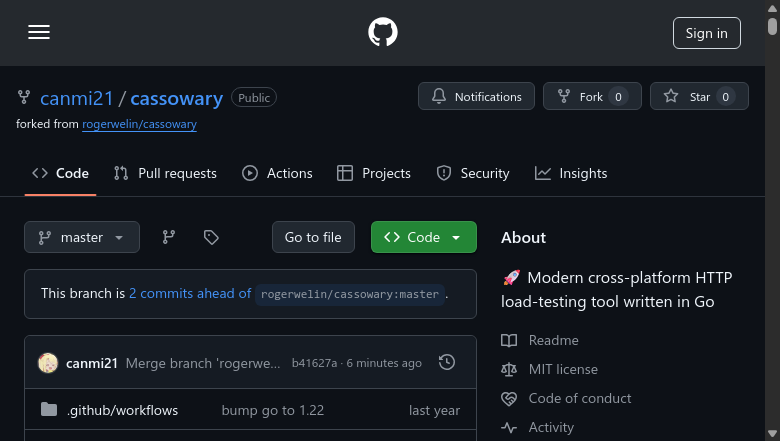 Sign in
canmi21 / cassowary Public
Notifications
Fork 0
Star 0
forked from rogerwelin/cassowary
Code
Pull requests
Actions
Projects
Security
Insights
master
Go to file
Code
This branch is 2 commits ahead of rogerwelin/cassowary:master.
canmi21 Merge branch 'rogerwe... b41627a · 6 minutes ago
.github/workflows bump go to 1.22 last year
About
🚀 Modern cross-platform HTTP
load-testing tool written in Go
Readme
MIT license
Code of conduct
Activity